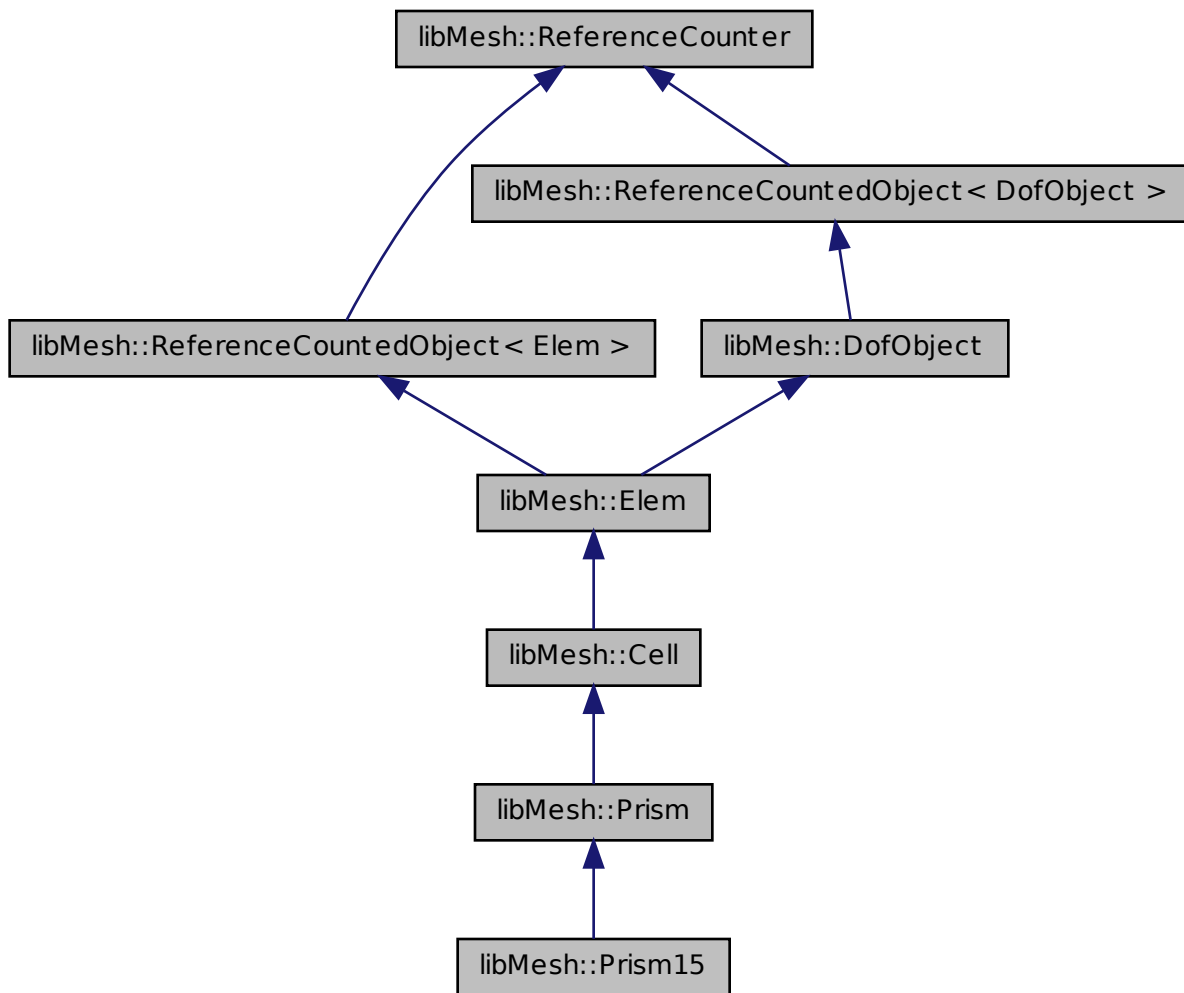 libMesh::ReferenceCounter
libMesh::ReferenceCountedObject< DofObject >
libMesh::ReferenceCountedObject< Elem >
libMesh::DofObject
libMesh::Elem
libMesh::Cell
libMesh::Prism
libMesh::Prism15